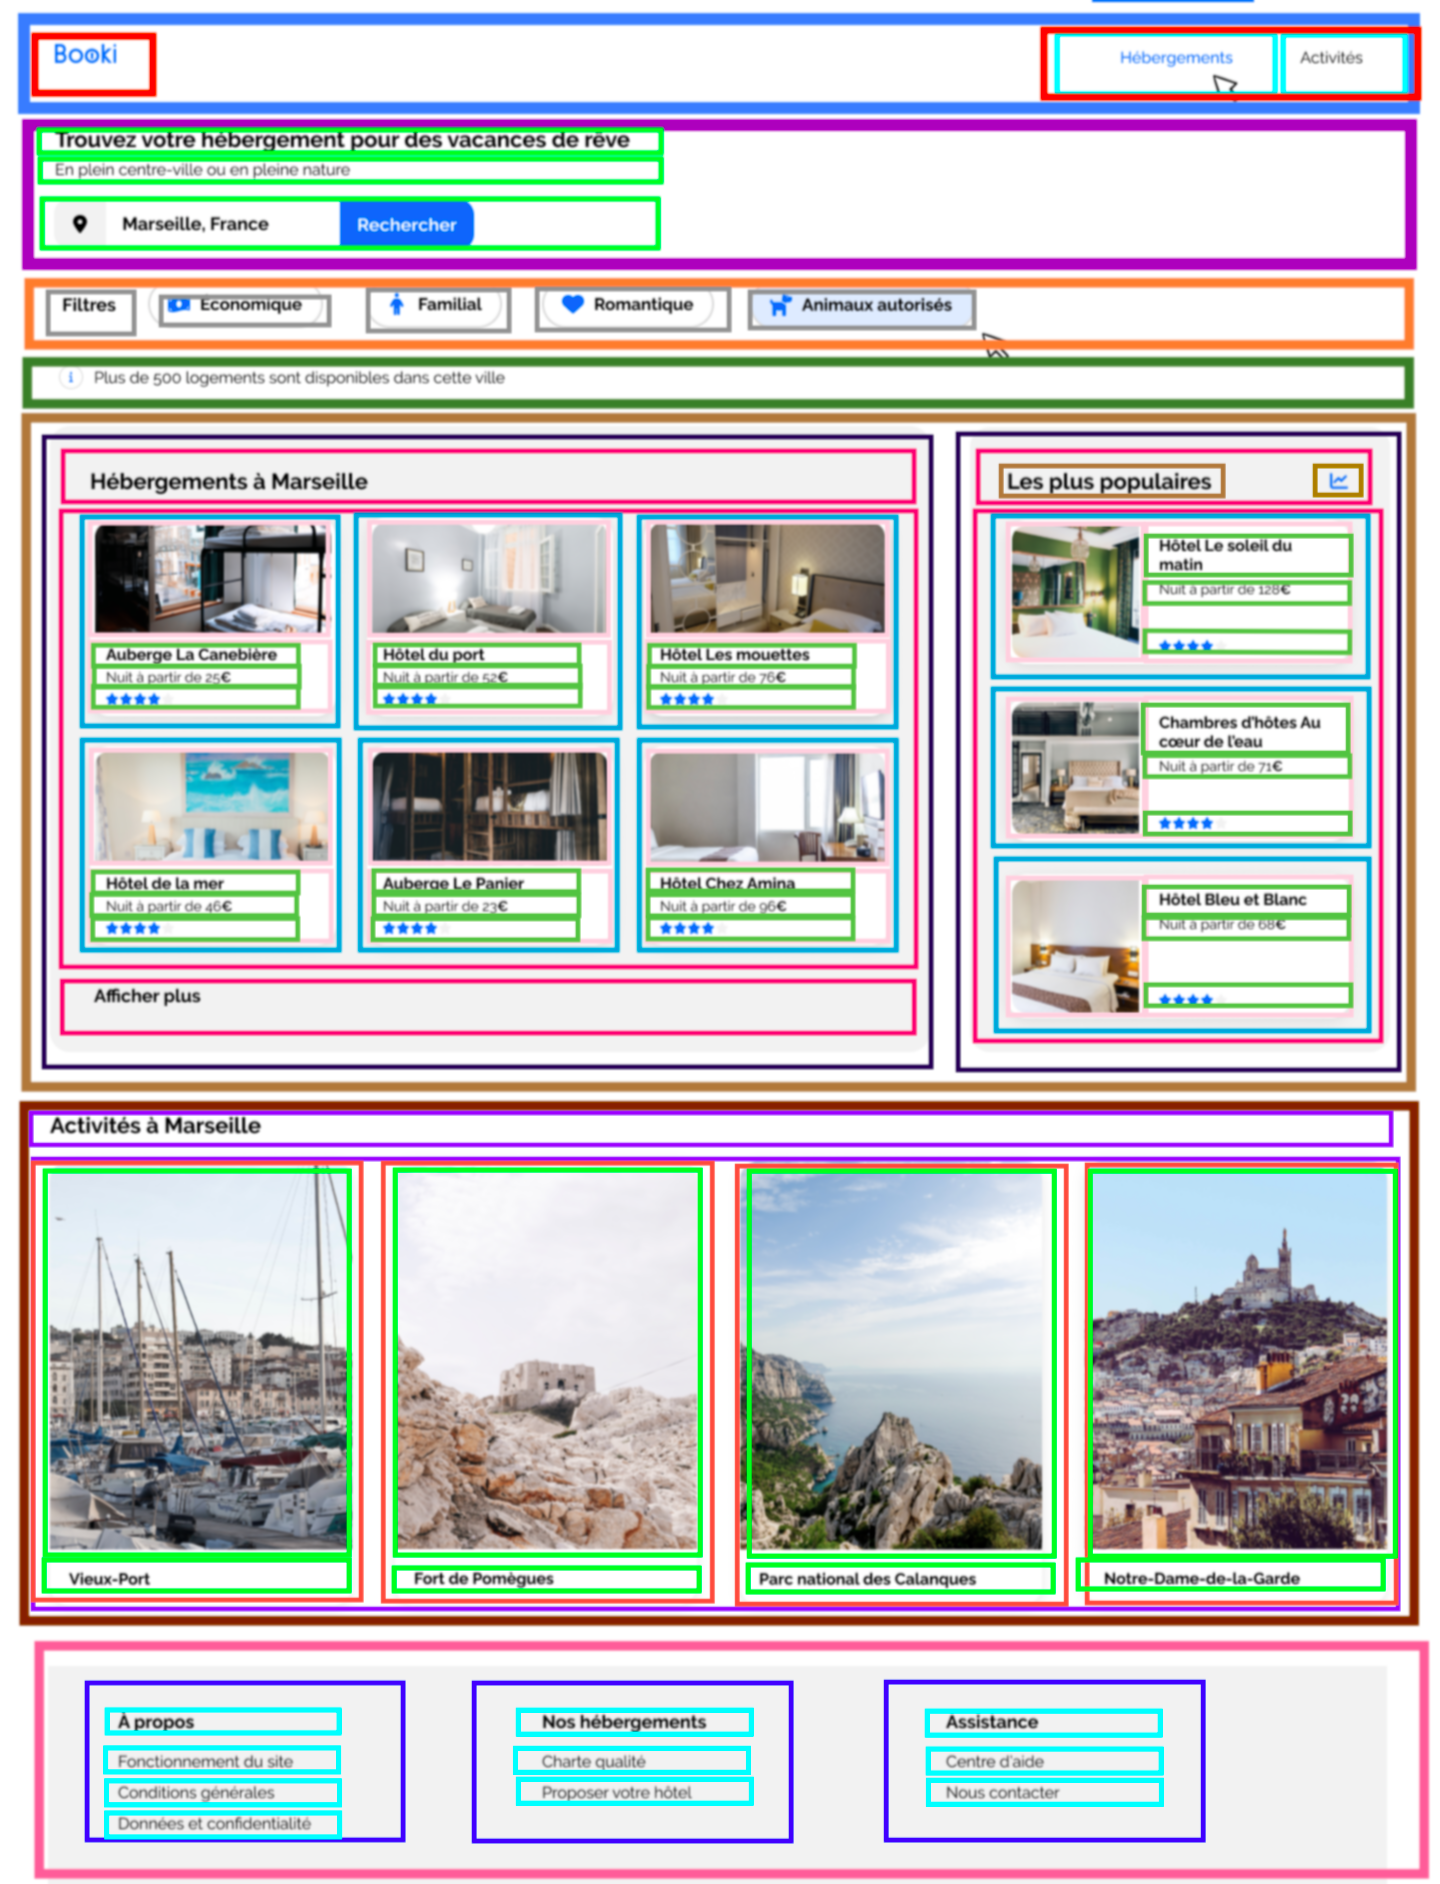 Booki
Hébergements
Activités
Trouvez votre hébergement pour des vacances de rêve
En plein centre-ville ou en pleine nature
Marseille, France
Rechercher
Filtres
Économique
Familial
Romantique
Animaux autorisés
Plus de 500 logements sont disponibles dans cette ville
Hébergements à Marseille
Auberge La Canebière
Nuit à partir de 25€
Hôtel du port
Nuit à partir de 52€
Hôtel Les mouettes
Nuit à partir de 76€
Hôtel de la mer
Nuit à partir de 46€
Auberge Le Panier
Nuit à partir de 23€
Hôtel Chez Amina
Nuit à partir de 96€
Afficher plus
Les plus populaires
Hôtel Le soleil du
matin
Nuit à partir de 128€
Chambres d'hôtes Au
cœur de l'eau
Nuit à partir de 71€
Hôtel Bleu et Blanc
Nuit à partir de 68€
Activités à Marseille
Vieux-Port
Fort de Pomègues
Parc national des Calanques
Notre-Dame-de-la-Garde
À propos
Fonctionnement du site
Conditions générales
Données et confidentialité
Nos hébergements
Charte qualité
Proposer votre hôtel
Assistance
Centre d'aide
Nous contacter